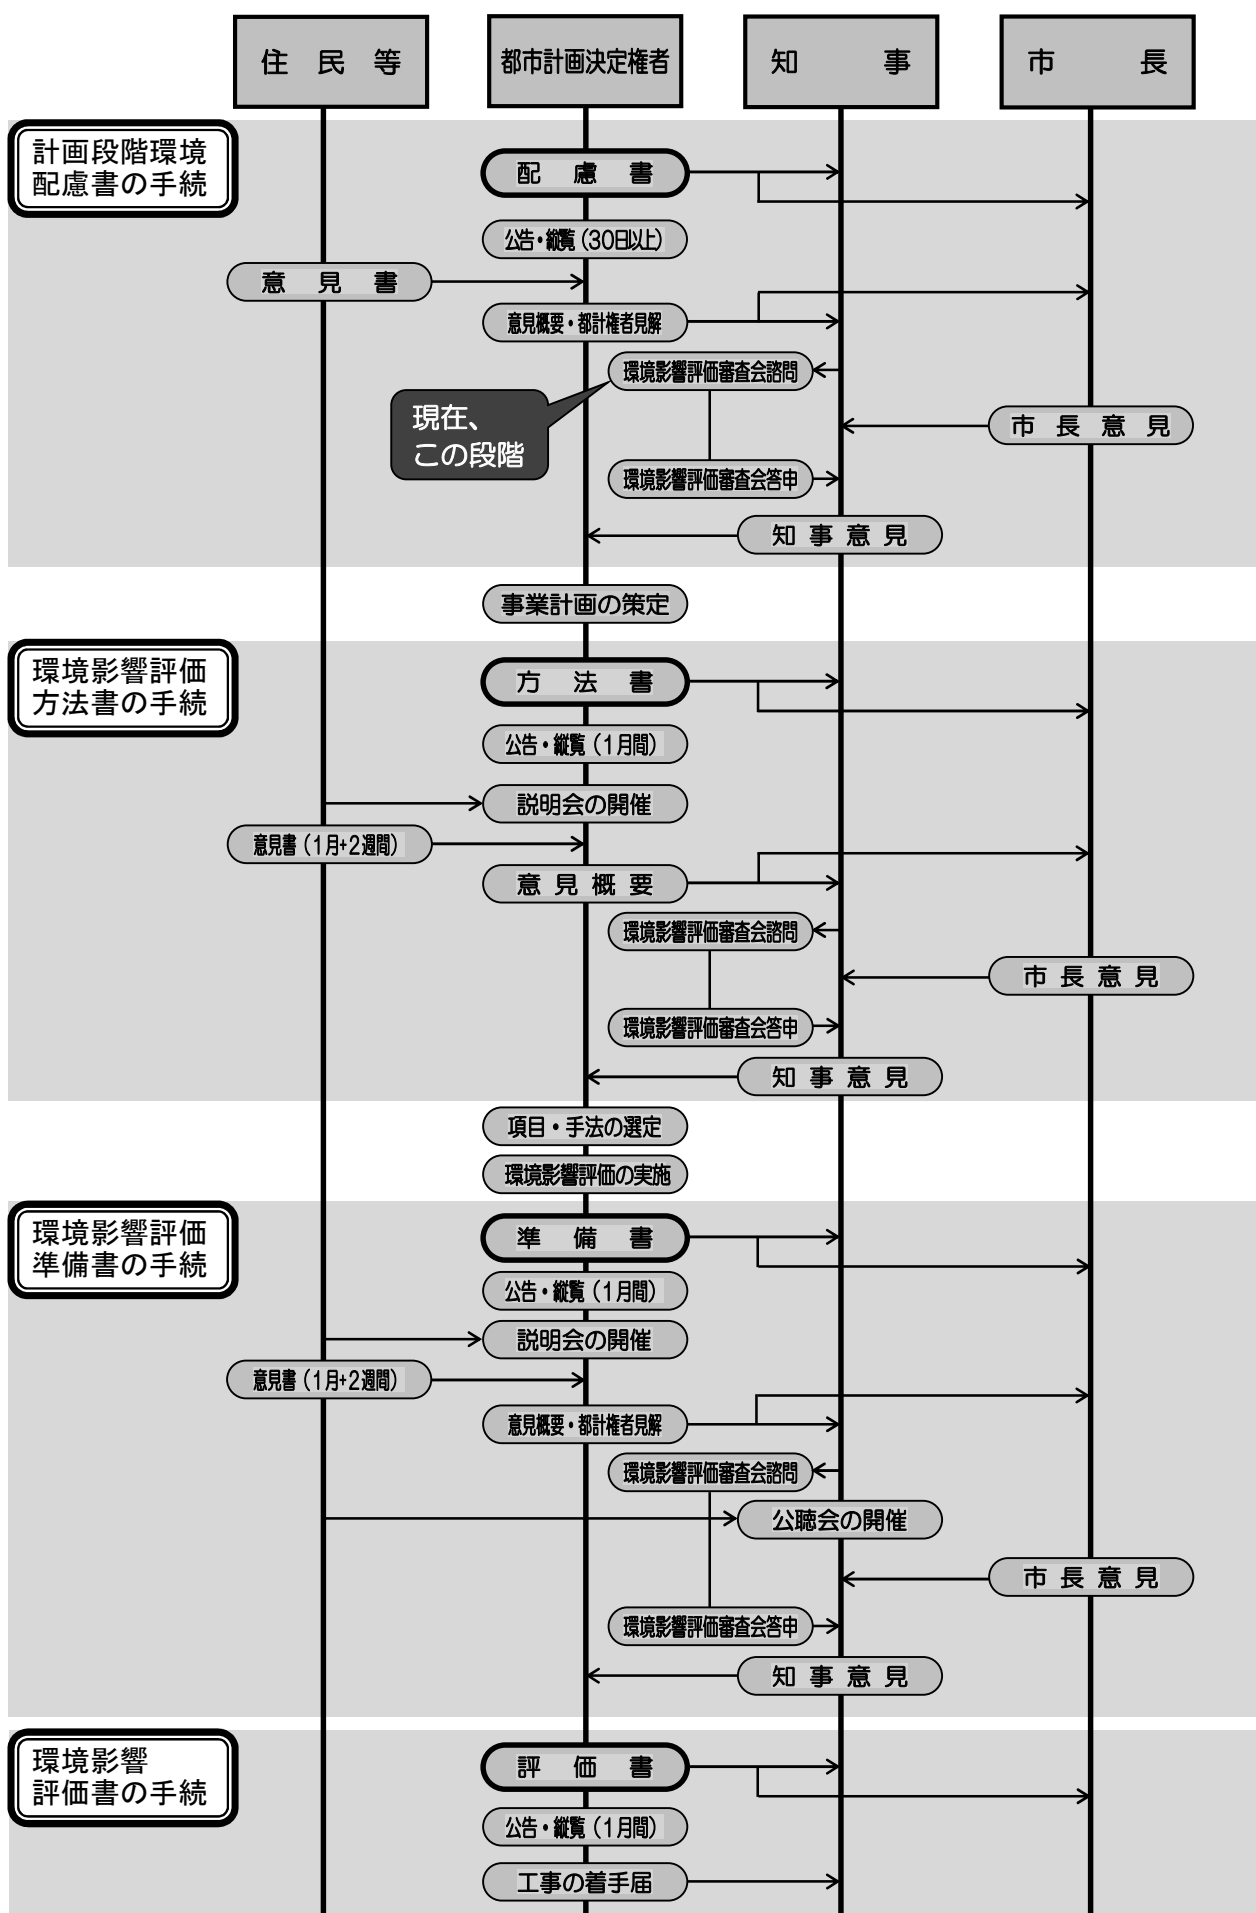 住民等
都市計画決定権者
知事
市長
計画段階環境
配慮書の手続
配慮書
公告・縦覧（30日以上）
意見書
意見概要・都計権者見解
環境影響評価審査会諮問
現在、
この段階
市長意見
環境影響評価審査会答申
知事意見
事業計画の策定
環境影響評価
方法書の手続
方法書
公告・縦覧（1月間）
説明会の開催
意見書（1月+2週間）
意見概要
環境影響評価審査会諮問
市長意見
環境影響評価審査会答申
知事意見
項目・手法の選定
環境影響評価の実施
環境影響評価
準備書の手続
準備書
公告・縦覧（1月間）
説明会の開催
意見書（1月+2週間）
意見概要・都計権者見解
環境影響評価審査会諮問
公聴会の開催
市長意見
環境影響評価審査会答申
知事意見
環境影響
評価書の手続
評価書
公告・縦覧（1月間）
工事の着手届